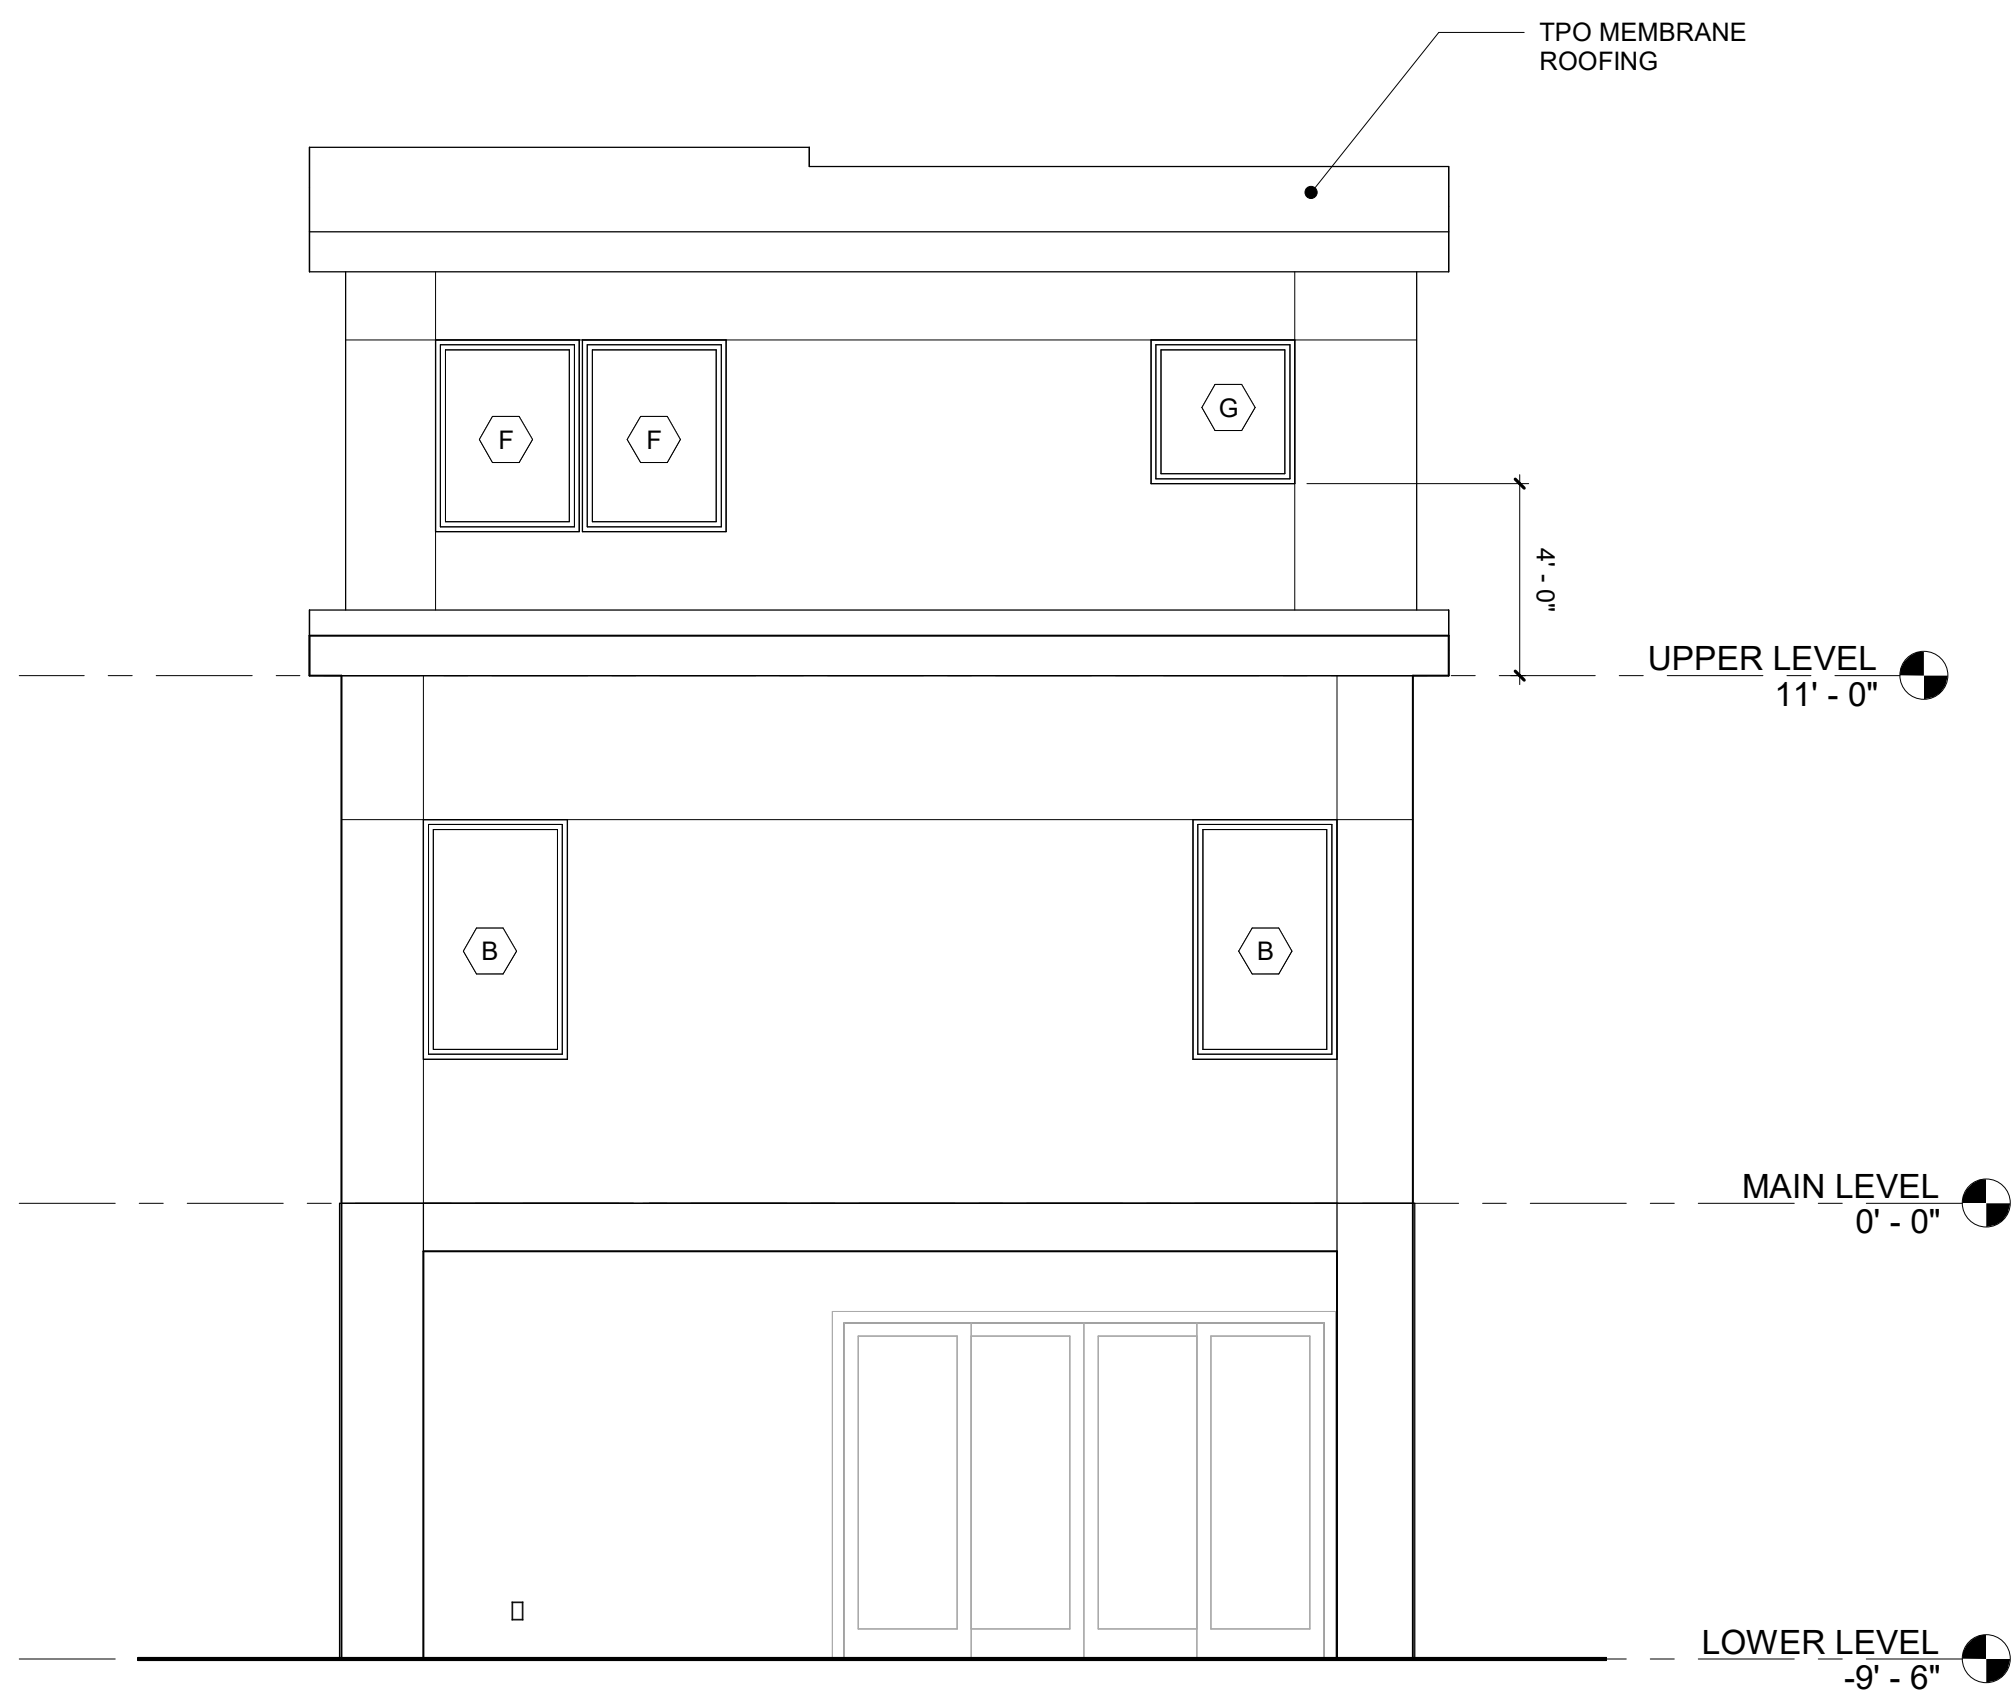 TPO MEMBRANE
ROOFING
F
F
G
4' - 0"
UPPER LEVEL
11' - 0"
B
B
MAIN LEVEL
0' - 0"
LOWER LEVEL
-9' - 6"